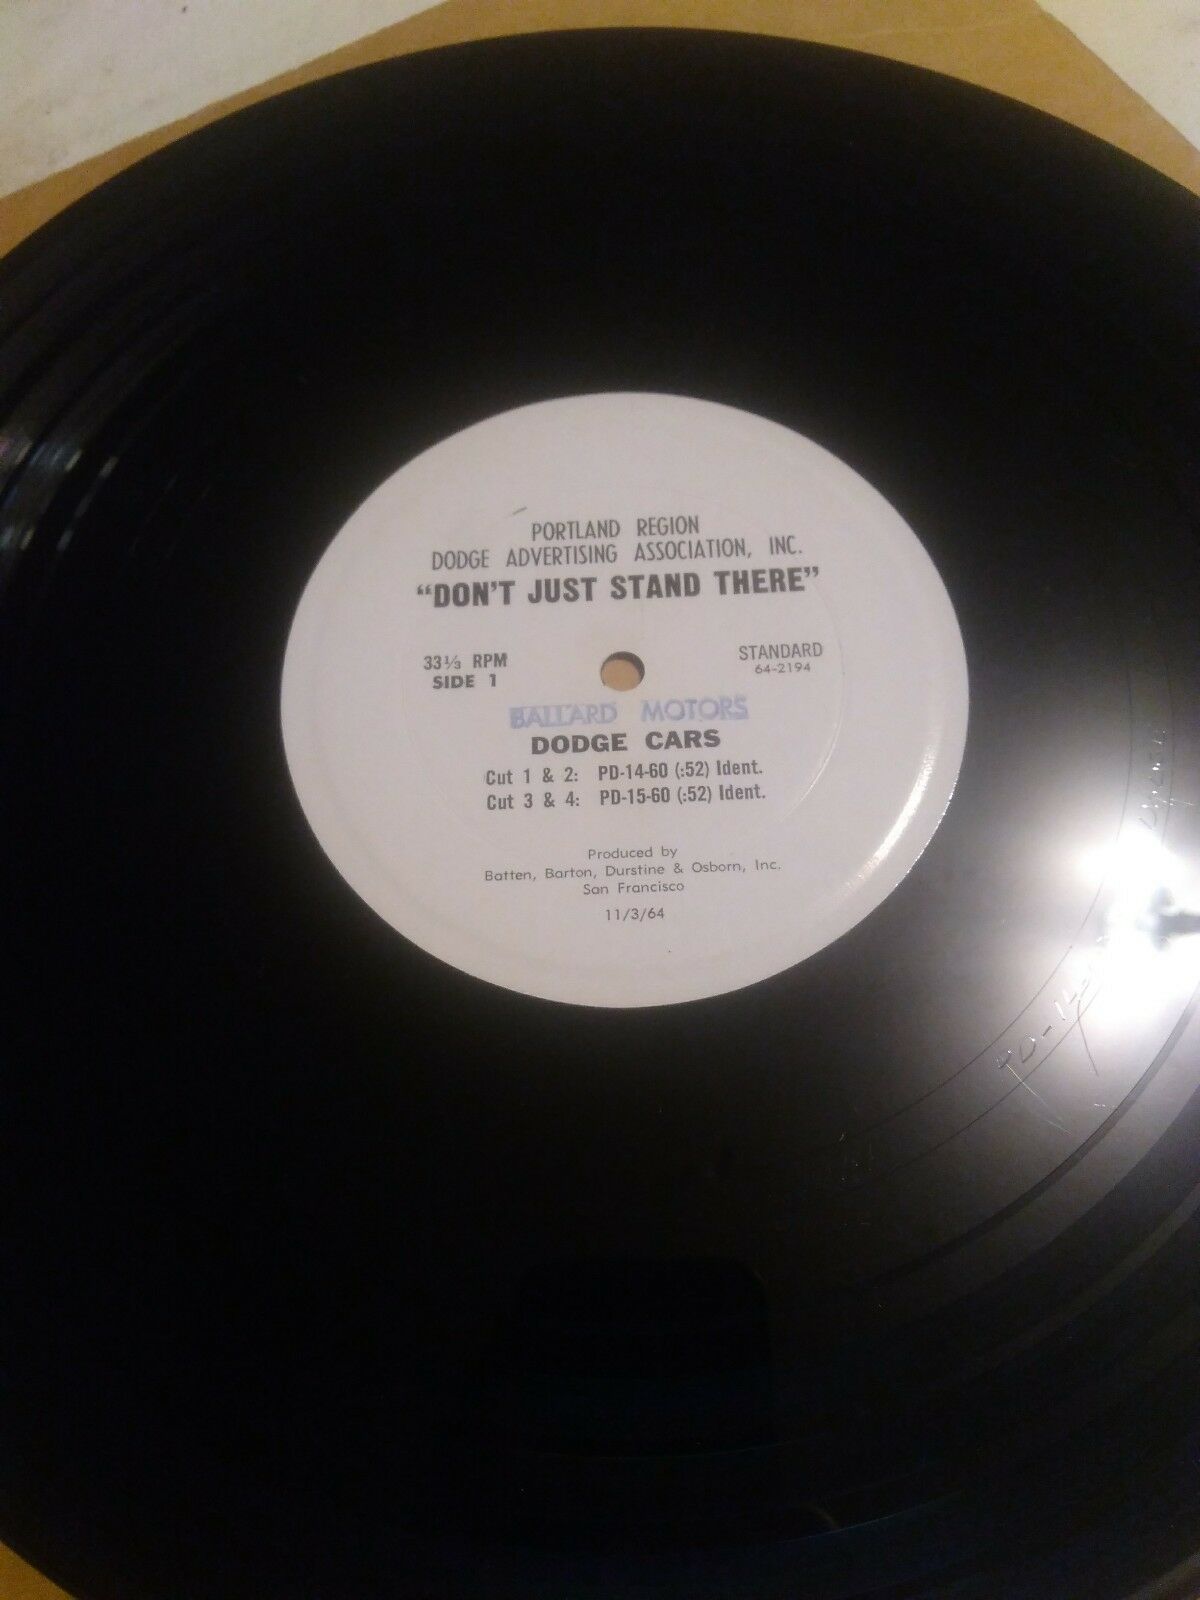 PORTLAND REGION
DODGE ADVERTISING ASSOCIATION, INC.
"DON'T JUST STAND THERE"
33⅓ RPM
SIDE 1
STANDARD
64-2194
BALLARD MOTORS
DODGE CARS
Cut 1 & 2: PD-14-60 (:52) Ident.
Cut 3 & 4: PD-15-60 (:52) Ident.
Produced by
Batten, Barton, Durstine & Osborn, Inc.
San Francisco
11/3/64